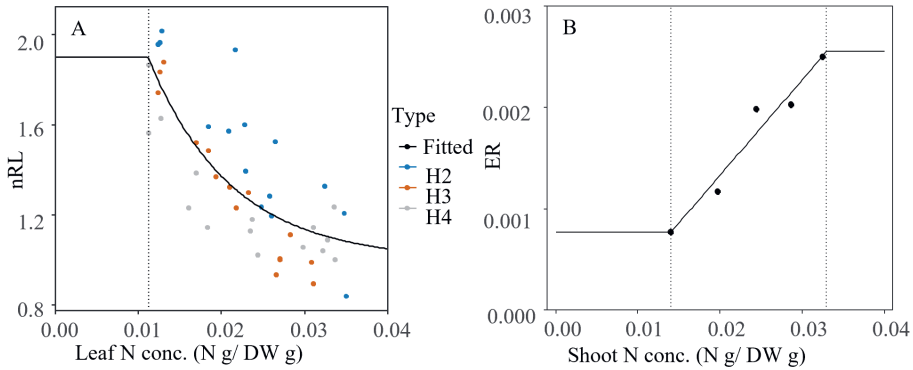 A
2.0
1.6
1.2
0.8
nRL
0.00 0.01 0.02 0.03 0.04
Leaf N conc. (N g/ DW g)
Type
Fitted
H2
H3
H4
B
0.003
0.002
0.001
0.000
ER
0.00 0.01 0.02 0.03 0.04
Shoot N conc. (N g/ DW g)